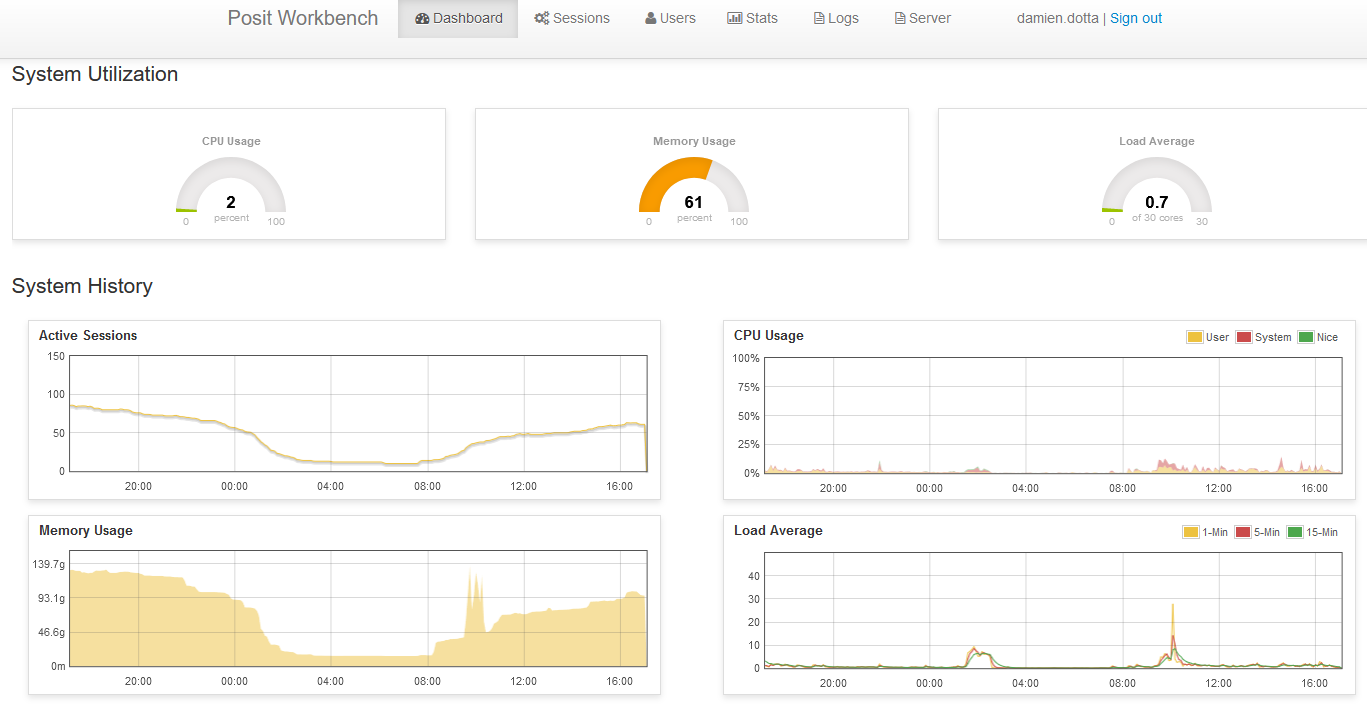 Posit Workbench Dashboard Sessions Users Stats Logs Server damien.dotta | Sign out
System Utilization
CPU Usage
2
percent
0 100
Memory Usage
61
percent
0 100
Load Average
0.7
of 30 cores
0 30
System History
Active Sessions
150
100
50
0
20:00 00:00 04:00 08:00 12:00 16:00
CPU Usage
User System Nice
100%
75%
50%
25%
0%
20:00 00:00 04:00 08:00 12:00 16:00
Memory Usage
139.7g
93.1g
46.6g
0m
20:00 00:00 04:00 08:00 12:00 16:00
Load Average
1-Min 5-Min 15-Min
40
30
20
10
0
20:00 00:00 04:00 08:00 12:00 16:00